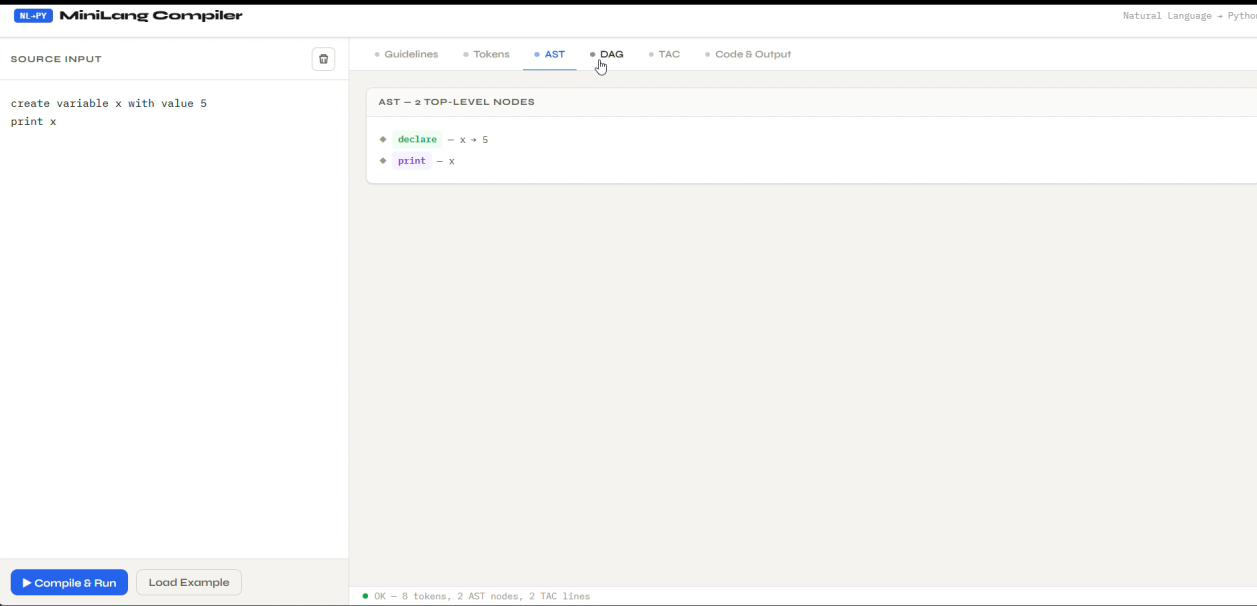 NL→PY MiniLang Compiler
Natural Language → Python
SOURCE INPUT
Guidelines Tokens AST DAG TAC Code & Output
create variable x with value 5
print x
AST — 2 TOP-LEVEL NODES
declare — x → 5
print — x
Compile & Run Load Example
OK — 8 tokens, 2 AST nodes, 2 TAC lines